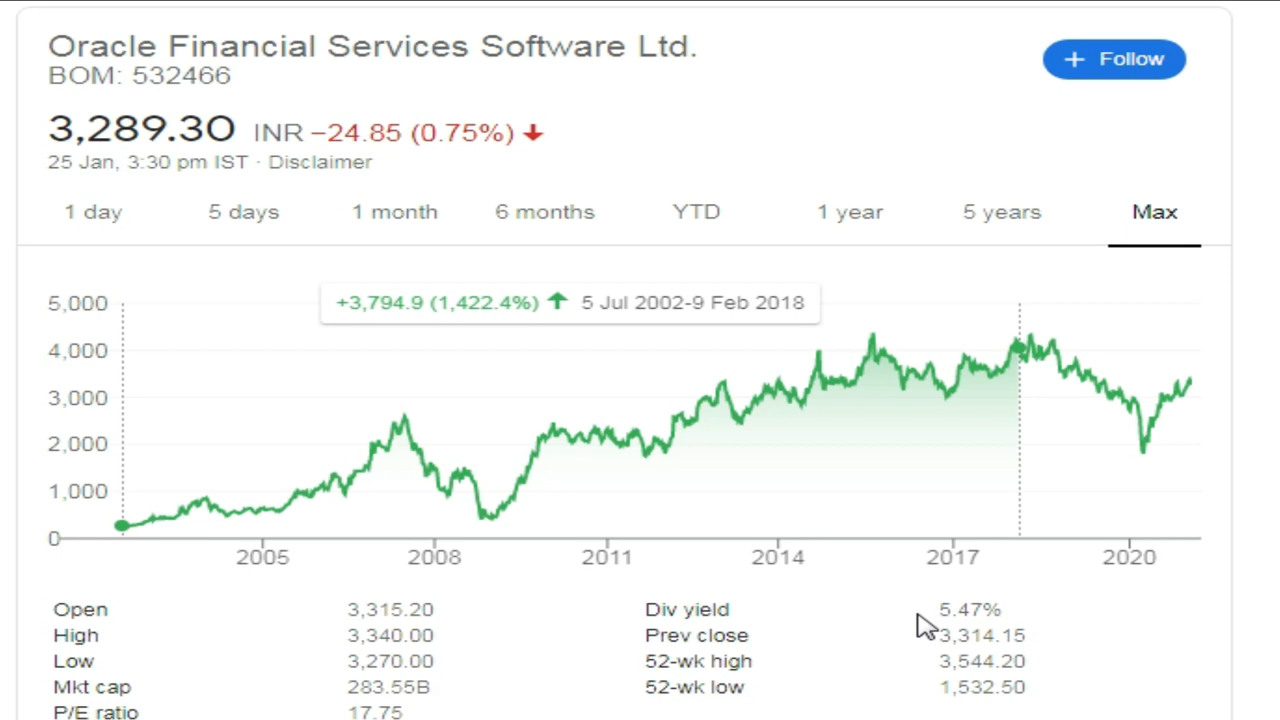 Oracle Financial Services Software Ltd.
BOM: 532466
+ Follow
3,289.30 INR −24.85 (0.75%)
25 Jan, 3:30 pm IST · Disclaimer
1 day 5 days 1 month 6 months YTD 1 year 5 years Max
+3,794.9 (1,422.4%) 5 Jul 2002-9 Feb 2018
5,000
4,000
3,000
2,000
1,000
0
2005 2008 2011 2014 2017 2020
Open 3,315.20 Div yield 5.47%
High 3,340.00 Prev close 3,314.15
Low 3,270.00 52-wk high 3,544.20
Mkt cap 283.55B 52-wk low 1,532.50
P/E ratio 17.75